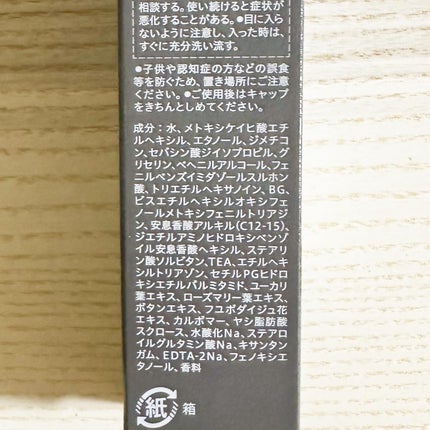 相談する。使い続けると症状が
悪化することがある。●目に入ら
ないように注意し、入った時は、
すぐに充分洗い流す。
●子供や認知症の方などの誤食
等を防ぐため、置き場所にご注意
ください。●ご使用後はキャップ
をきちんとしめてください。
成分：水、メトキシケイヒ酸エチ
ルヘキシル、エタノール、ジメチコ
ン、セバシン酸ジイソプロピル、グ
リセリン、ベヘニルアルコール、フェ
ニルベンズイミダゾールスルホン
酸、トリエチルヘキサノイン、BG、
ビスエチルヘキシルオキシフェ
ノールメトキシフェニルトリアジ
ン、安息香酸アルキル(C12-15)、
ジエチルアミノヒドロキシベンゾ
イル安息香酸ヘキシル、ステアリ
ン酸ソルビタン、TEA、エチルヘキ
シルトリアゾン、セチルPGヒドロ
キシエチルパルミタミド、ユーカリ
葉エキス、ローズマリー葉エキス、
ボタンエキス、フユボダイジュ花
エキス、カルボマー、ヤシ脂肪酸
スクロース、水酸化Na、ステアロ
イルグルタミン酸Na、キサンタン
ガム、EDTA-2Na、フェノキシエ
タノール、香料
紙 箱